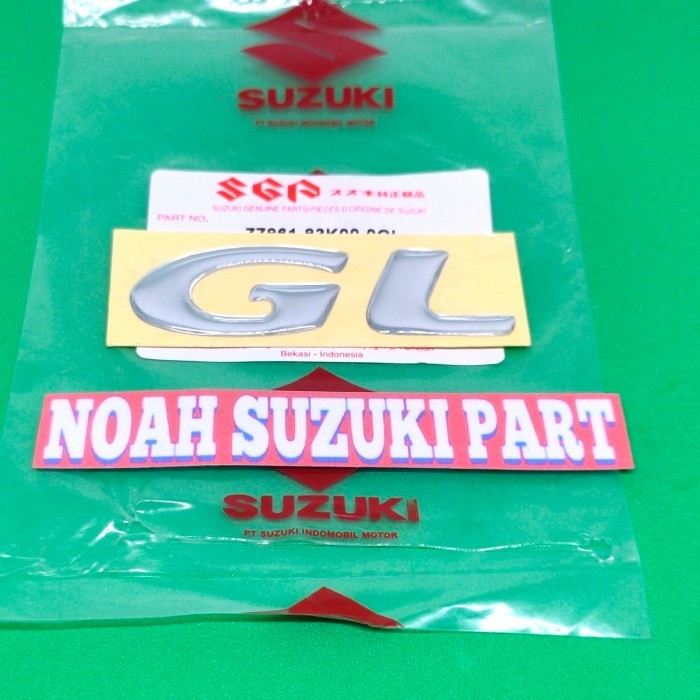 SUZUKI
PT SUZUKI INDOMOBIL MOTOR
SGP スズキ純正部品
SUZUKI GENUINE PARTS/PIECES D'ORIGINE DE SUZUKI
PART NO.
GL
Bekasi - Indonesia
NOAH SUZUKI PART
SUZUKI
PT SUZUKI INDOMOBIL MOTOR